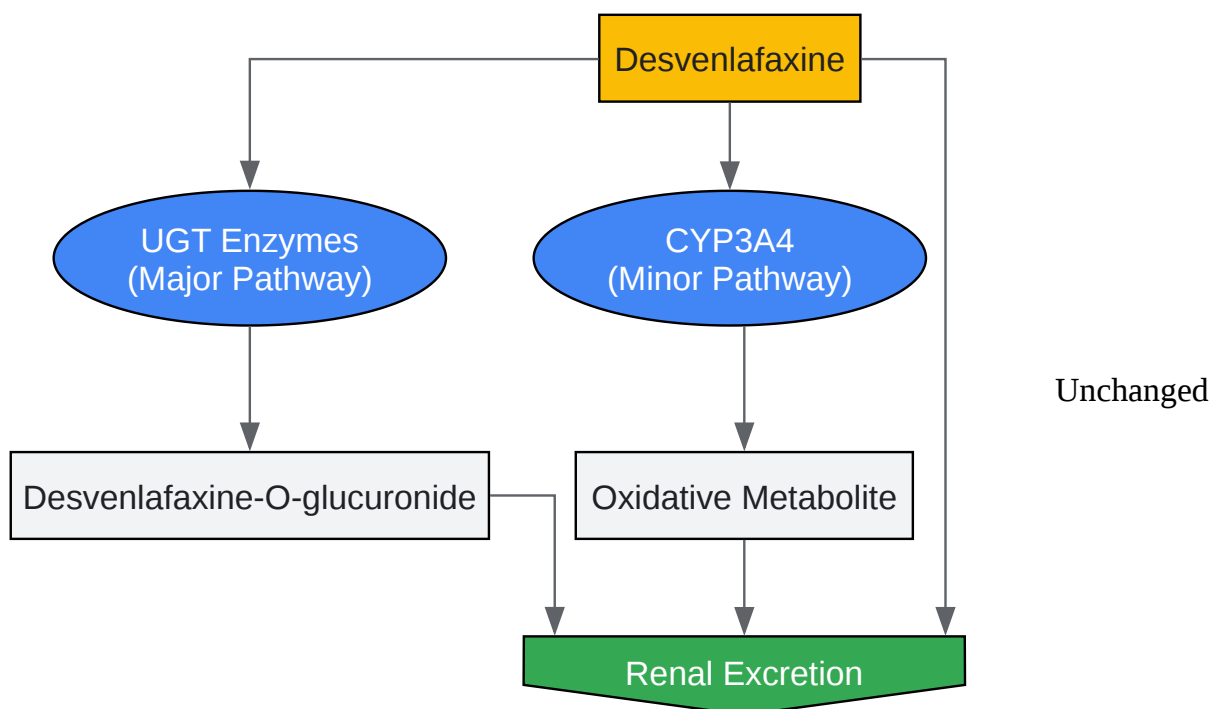 Desvenlafaxine
UGT Enzymes
(Major Pathway)
CYP3A4
(Minor Pathway)
Unchanged
Desvenlafaxine-O-glucuronide
Oxidative Metabolite
Renal Excretion